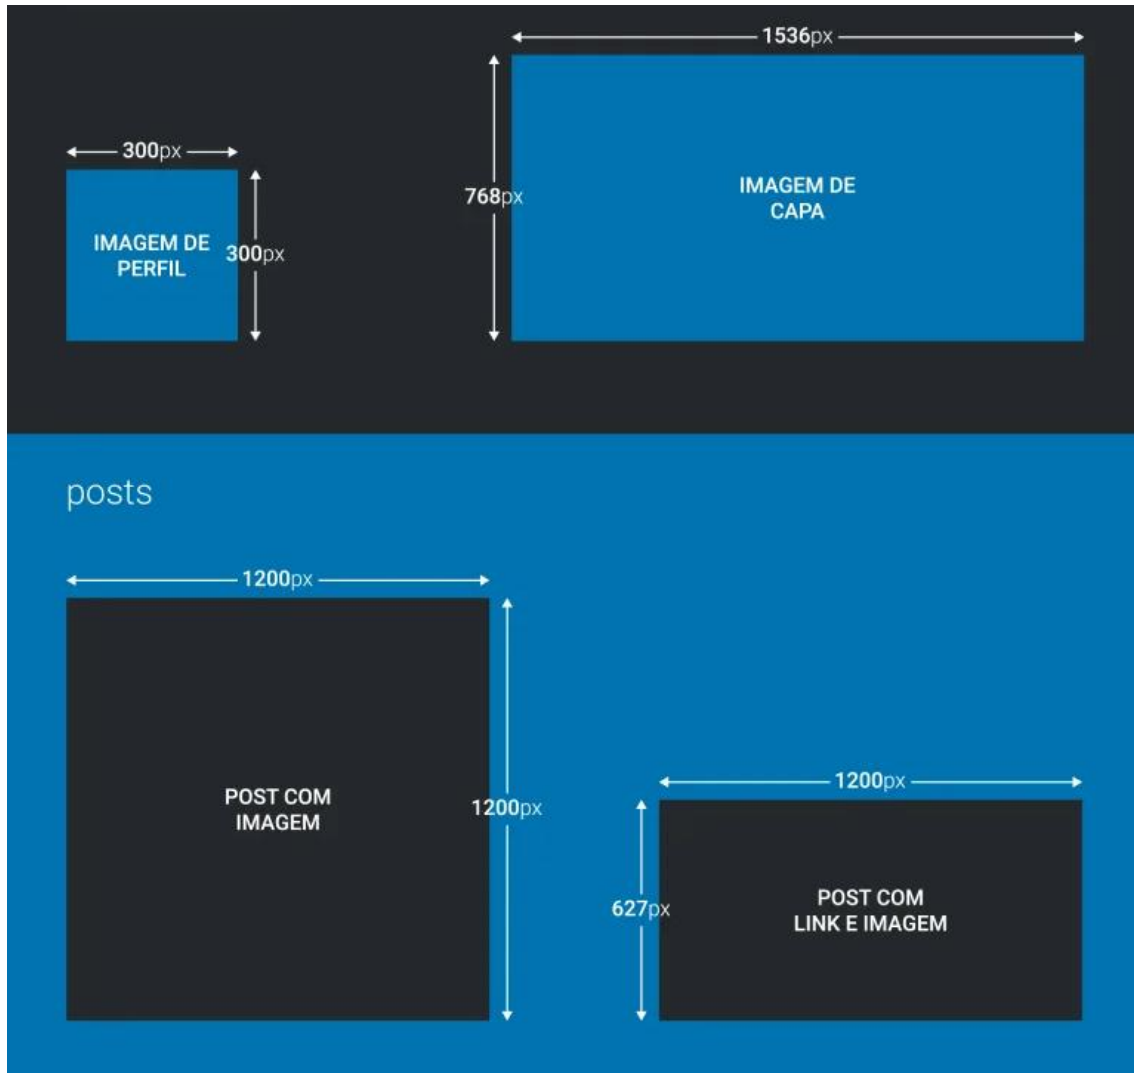 1536px
300px
768px
IMAGEM DE
CAPA
IMAGEM DE
PERFIL
300px
posts
1200px
POST COM
IMAGEM
1200px
1200px
627px
POST COM
LINK E IMAGEM